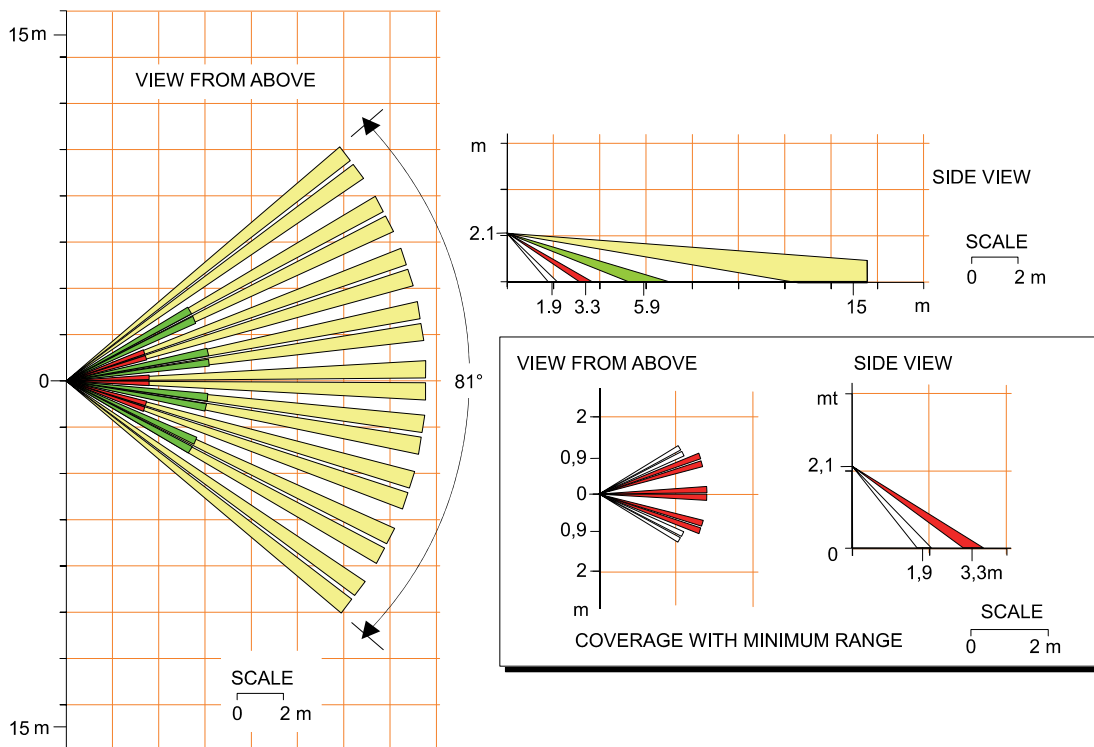 15m
VIEW FROM ABOVE
0
81°
SCALE
0 2 m
15 m
m
2.1
SIDE VIEW
SCALE
0 2 m
1.9 3.3 5.9 15 m
VIEW FROM ABOVE
2
0,9
0
0,9
2
m
SIDE VIEW
mt
2,1
0
1,9 3,3m
COVERAGE WITH MINIMUM RANGE
SCALE
0 2 m